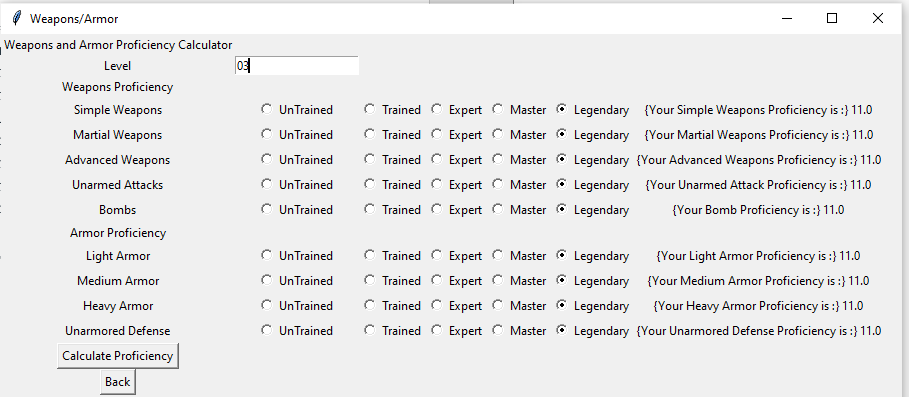 Weapons/Armor
Weapons and Armor Proficiency Calculator
Level 03
Weapons Proficiency
Simple Weapons UnTrained Trained Expert Master Legendary {Your Simple Weapons Proficiency is :} 11.0
Martial Weapons UnTrained Trained Expert Master Legendary {Your Martial Weapons Proficiency is :} 11.0
Advanced Weapons UnTrained Trained Expert Master Legendary {Your Advanced Weapons Proficiency is :} 11.0
Unarmed Attacks UnTrained Trained Expert Master Legendary {Your Unarmed Attack Proficiency is :} 11.0
Bombs UnTrained Trained Expert Master Legendary {Your Bomb Proficiency is :} 11.0
Armor Proficiency
Light Armor UnTrained Trained Expert Master Legendary {Your Light Armor Proficiency is :} 11.0
Medium Armor UnTrained Trained Expert Master Legendary {Your Medium Armor Proficiency is :} 11.0
Heavy Armor UnTrained Trained Expert Master Legendary {Your Heavy Armor Proficiency is :} 11.0
Unarmored Defense UnTrained Trained Expert Master Legendary {Your Unarmored Defense Proficiency is :} 11.0
Calculate Proficiency
Back